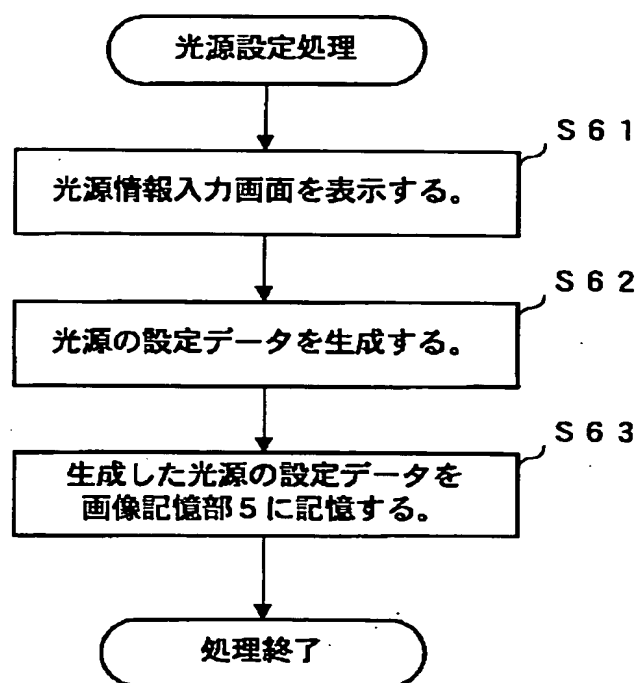 光源設定処理
S61
光源情報入力画面を表示する。
S62
光源の設定データを生成する。
S63
生成した光源の設定データを
画像記憶部5に記憶する。
処理終了